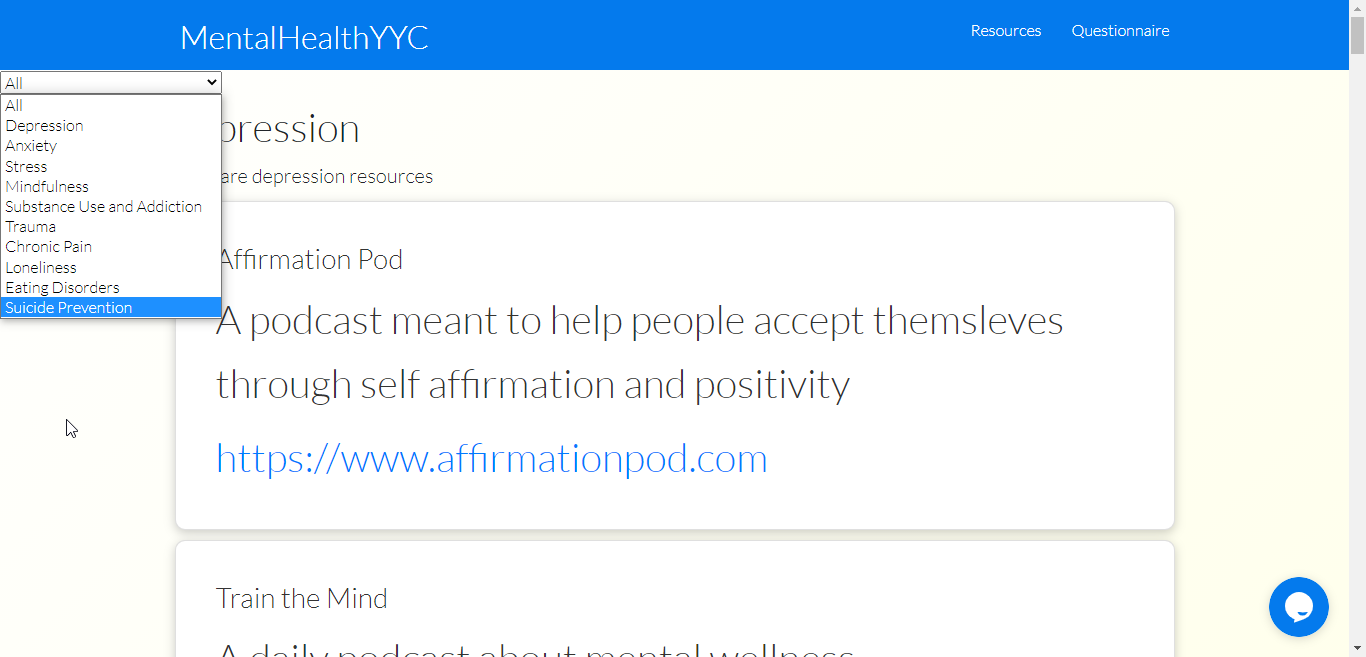 MentalHealthYYC
Resources
Questionnaire
All
All
Depression
Anxiety
Stress
Mindfulness
Substance Use and Addiction
Trauma
Chronic Pain
Loneliness
Eating Disorders
Suicide Prevention
pression
are depression resources
Affirmation Pod
A podcast meant to help people accept themsleves
through self affirmation and positivity
https://www.affirmationpod.com
Train the Mind
A daily podcast about mental wellness